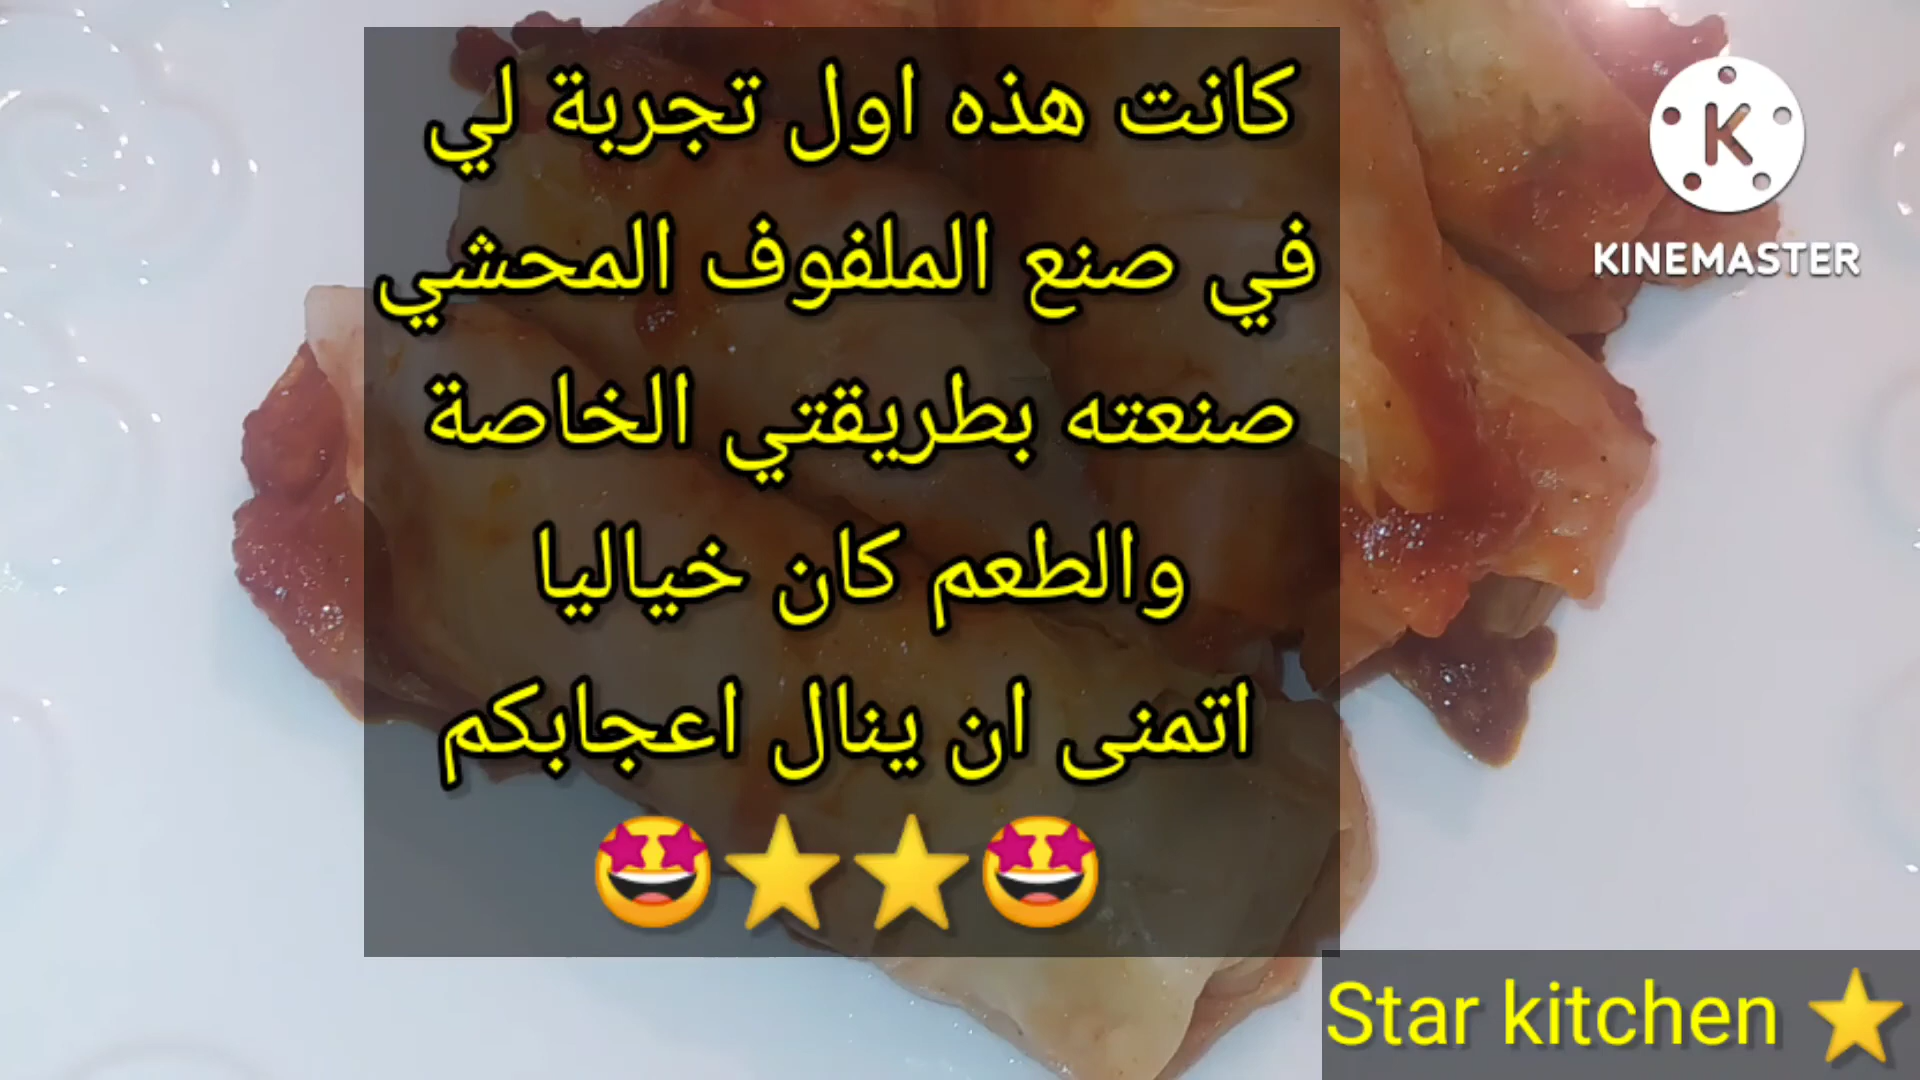 كانت هذه اول تجربة لي
في صنع الملفوف المحشي
صنعته بطريقتي الخاصة
والطعم كان خياليا
اتمنى ان ينال اعجابكم
🤩⭐⭐🤩
K
KINEMASTER
Star kitchen ⭐